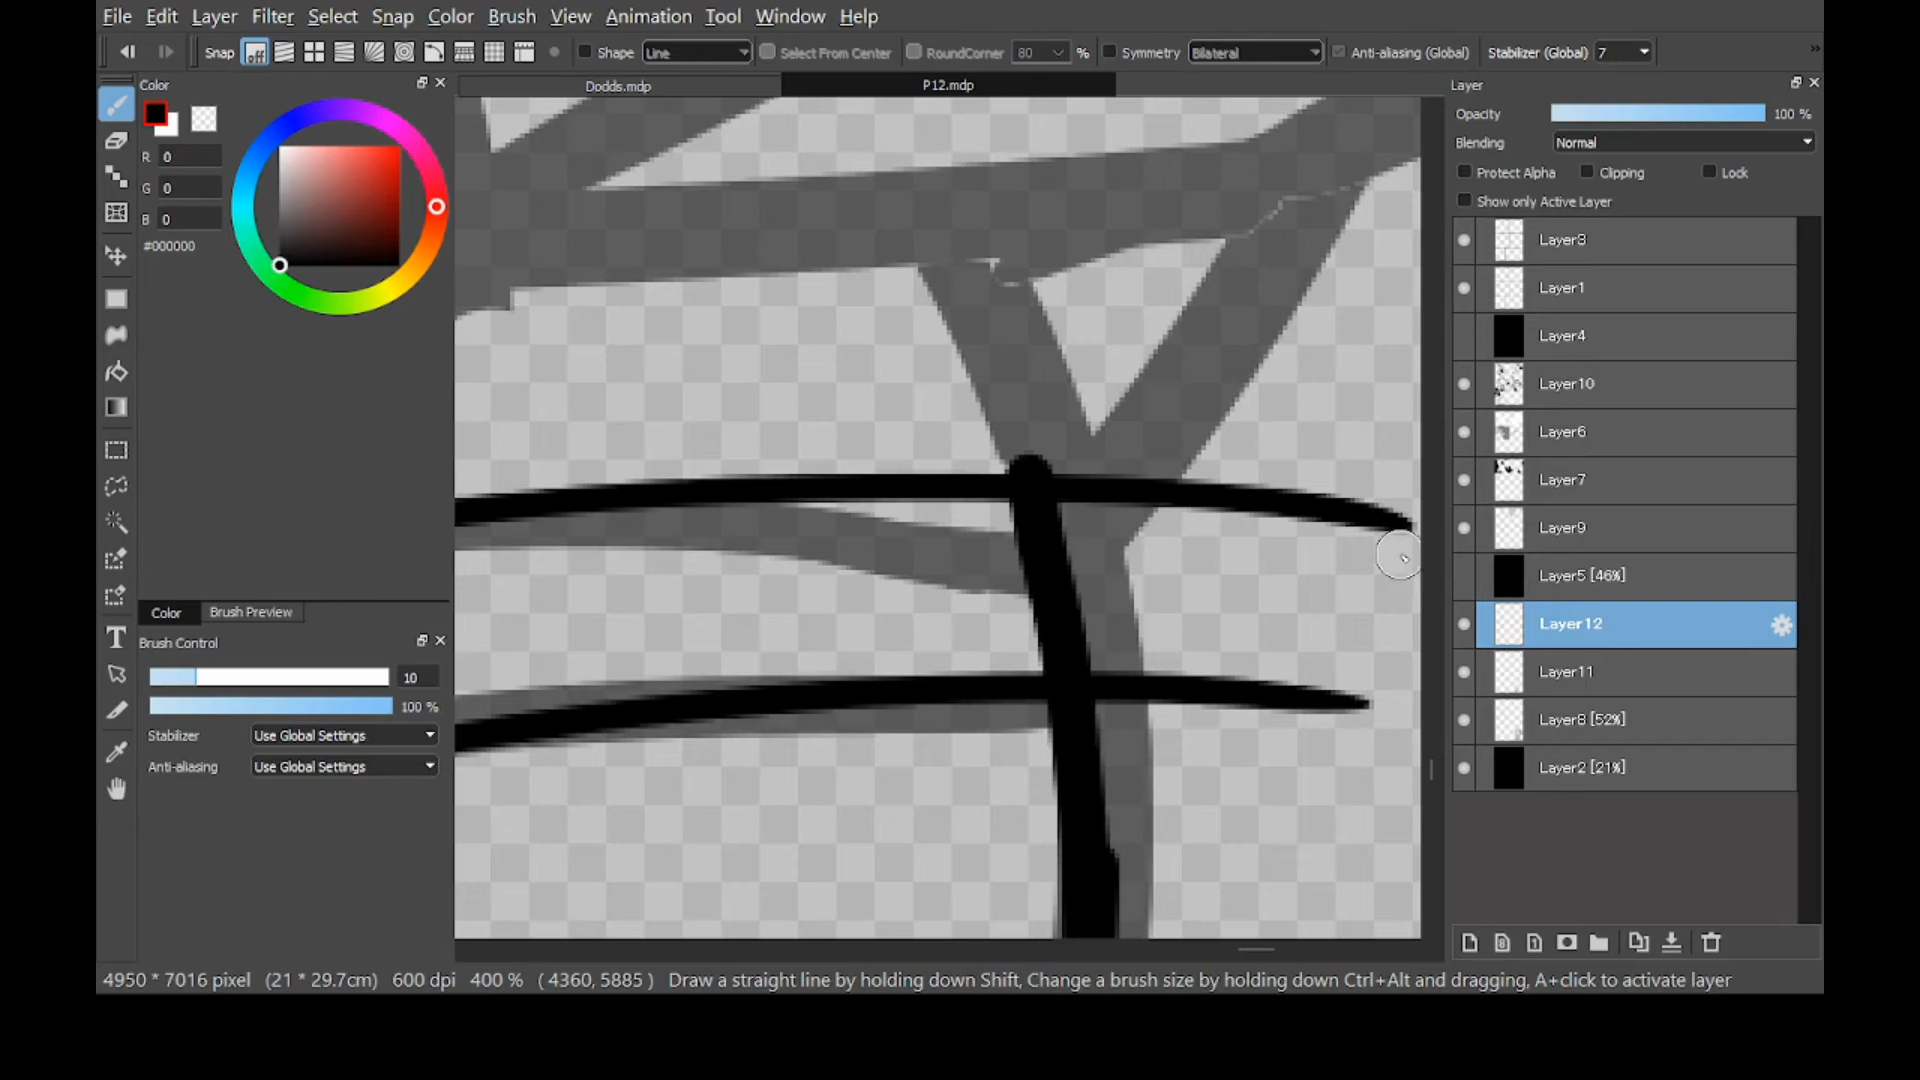 File Edit Layer Filter Select Snap Color Brush View Animation Tool Window Help
Snap off Shape Line Select From Center RoundCorner 80 % Symmetry Bilateral Anti-aliasing (Global) Stabilizer (Global) 7
Color
Dodds.mdp
P12.mdp
Layer
R 0
G 0
B 0
#000000
Opacity 100 %
Blending Normal
Protect Alpha Clipping Lock
Show only Active Layer
Layer3
Layer1
Layer4
Layer10
Layer6
Layer7
Layer9
Layer5 [46%]
Layer12
Layer11
Layer8 [52%]
Layer2 [21%]
Color Brush Preview
Brush Control
10
100 %
Stabilizer Use Global Settings
Anti-aliasing Use Global Settings
T
8 1
4950 * 7016 pixel (21 * 29.7cm) 600 dpi 400 % ( 4360, 5885 ) Draw a straight line by holding down Shift, Change a brush size by holding down Ctrl+Alt and dragging, A+click to activate layer